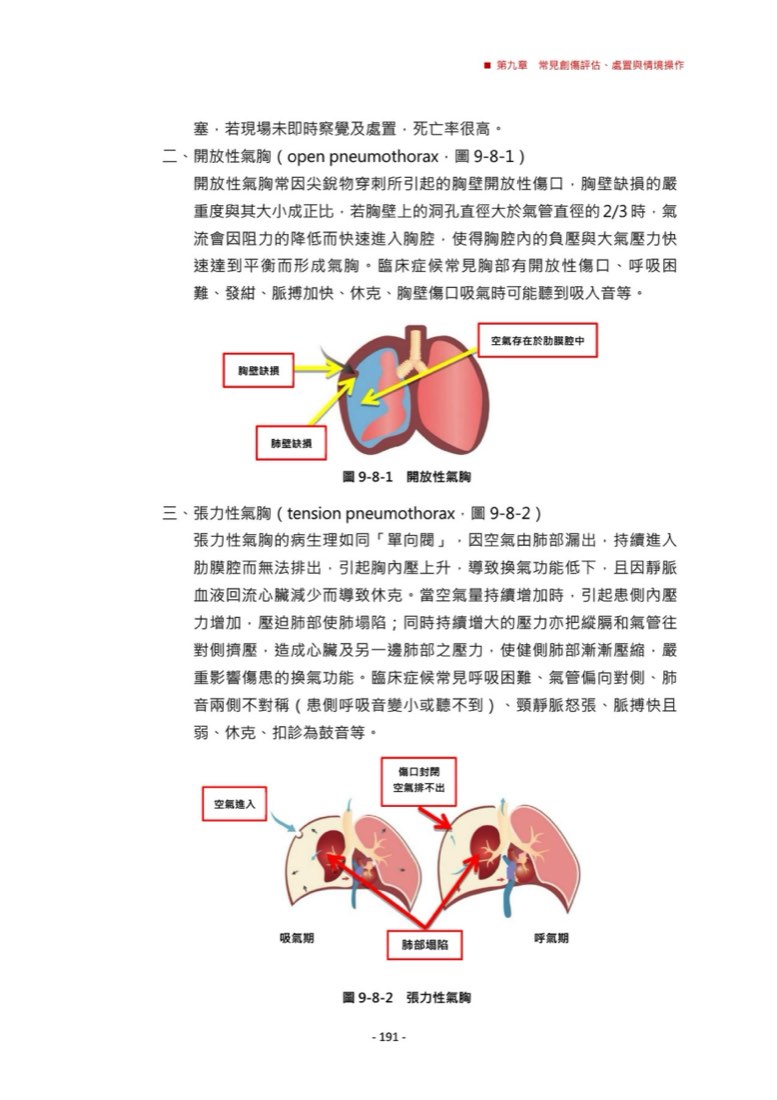 ■ 第九章　常見創傷評估、處置與情境操作
塞，若現場未即時察覺及處置，死亡率很高。
二、開放性氣胸（open pneumothorax，圖 9-8-1）
開放性氣胸常因尖銳物穿刺所引起的胸壁開放性傷口，胸壁缺損的嚴
重度與其大小成正比，若胸壁上的洞孔直徑大於氣管直徑的 2/3 時，氣
流會因阻力的降低而快速進入胸腔，使得胸腔內的負壓與大氣壓力快
速達到平衡而形成氣胸。臨床症候常見胸部有開放性傷口、呼吸困
難、發紺、脈搏加快、休克、胸壁傷口吸氣時可能聽到吸入音等。
空氣存在於肋膜腔中
胸壁缺損
肺壁缺損
圖 9-8-1　開放性氣胸
三、張力性氣胸（tension pneumothorax，圖 9-8-2）
張力性氣胸的病生理如同「單向閥」，因空氣由肺部漏出，持續進入
肋膜腔而無法排出，引起胸內壓上升，導致換氣功能低下，且因靜脈
血液回流心臟減少而導致休克。當空氣量持續增加時，引起患側內壓
力增加，壓迫肺部使肺塌陷；同時持續增大的壓力亦把縱膈和氣管往
對側擠壓，造成心臟及另一邊肺部之壓力，使健側肺部漸漸壓縮，嚴
重影響傷患的換氣功能。臨床症候常見呼吸困難、氣管偏向對側、肺
音兩側不對稱（患側呼吸音變小或聽不到）、頸靜脈怒張、脈搏快且
弱、休克、扣診為鼓音等。
傷口封閉
空氣排不出
空氣進入
吸氣期
肺部塌陷
呼氣期
圖 9-8-2　張力性氣胸
- 191 -